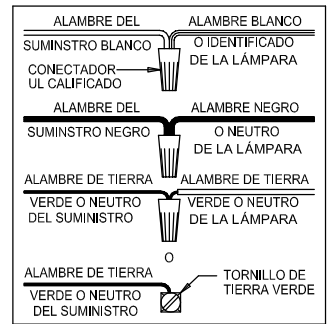 ALAMBRE DEL ALAMBRE BLANCO
SUMINSTRO BLANCO O IDENTIFICADO
DE LA LÁMPARA
CONECTADOR
UL CALIFICADO
ALAMBRE DEL ALAMBRE NEGRO
SUMINSTRO NEGRO O NEUTRO
DE LA LÁMPARA
ALAMBRE DE TIERRA ALAMBRE DE TIERRA
VERDE O NEUTRO VERDE O NEUTRO
DEL SUMINISTRO DE LA LÁMPARA
O
ALAMBRE DE TIERRA TORNILLO DE
VERDE O NEUTRO TIERRA VERDE
DEL SUMINISTRO